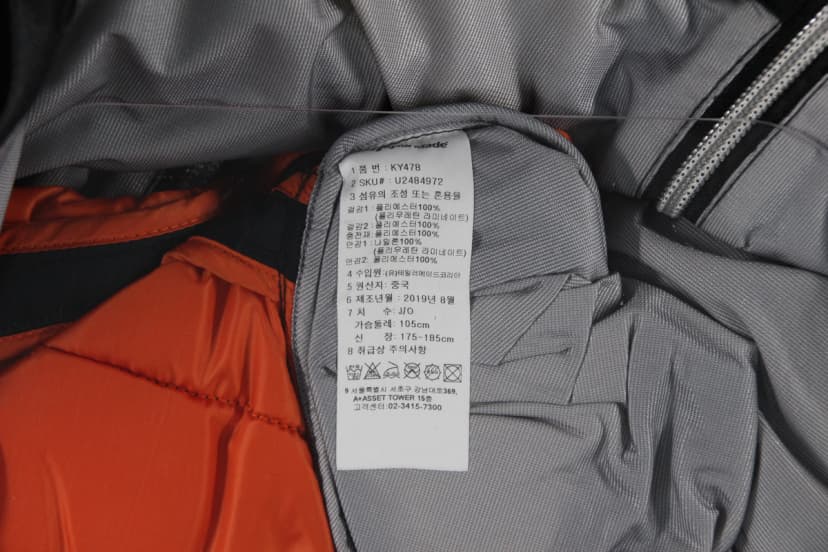 1 품 번 : KY47B
2 SKU# : U2484972
3 섬유의 조성 또는 혼용율
겉감1 : 폴리에스터100%
(폴리우레탄 라미네이트)
겉감2 : 폴리에스터100%
충전재: 폴리에스터100%
안감1 : 나일론100%
(폴리우레탄 라미네이트)
안감2: 폴리에스터100%
4 수입원: (유)테일러메이드코리아
5 원산지: 중국
6 제조년월 : 2019년 8월
7 치 수: J/O
가슴둘레: 105cm
신 장: 175-185cm
8 취급상 주의사항
9 서울특별시 서초구 강남대로369,
A+ASSET TOWER 15층
고객센터:02-3415-7300